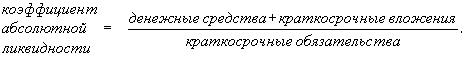 коэффициент
абсолютной
ликвидности
=
денежные средства + краткосрочные вложения
краткосрочные обязательства
.